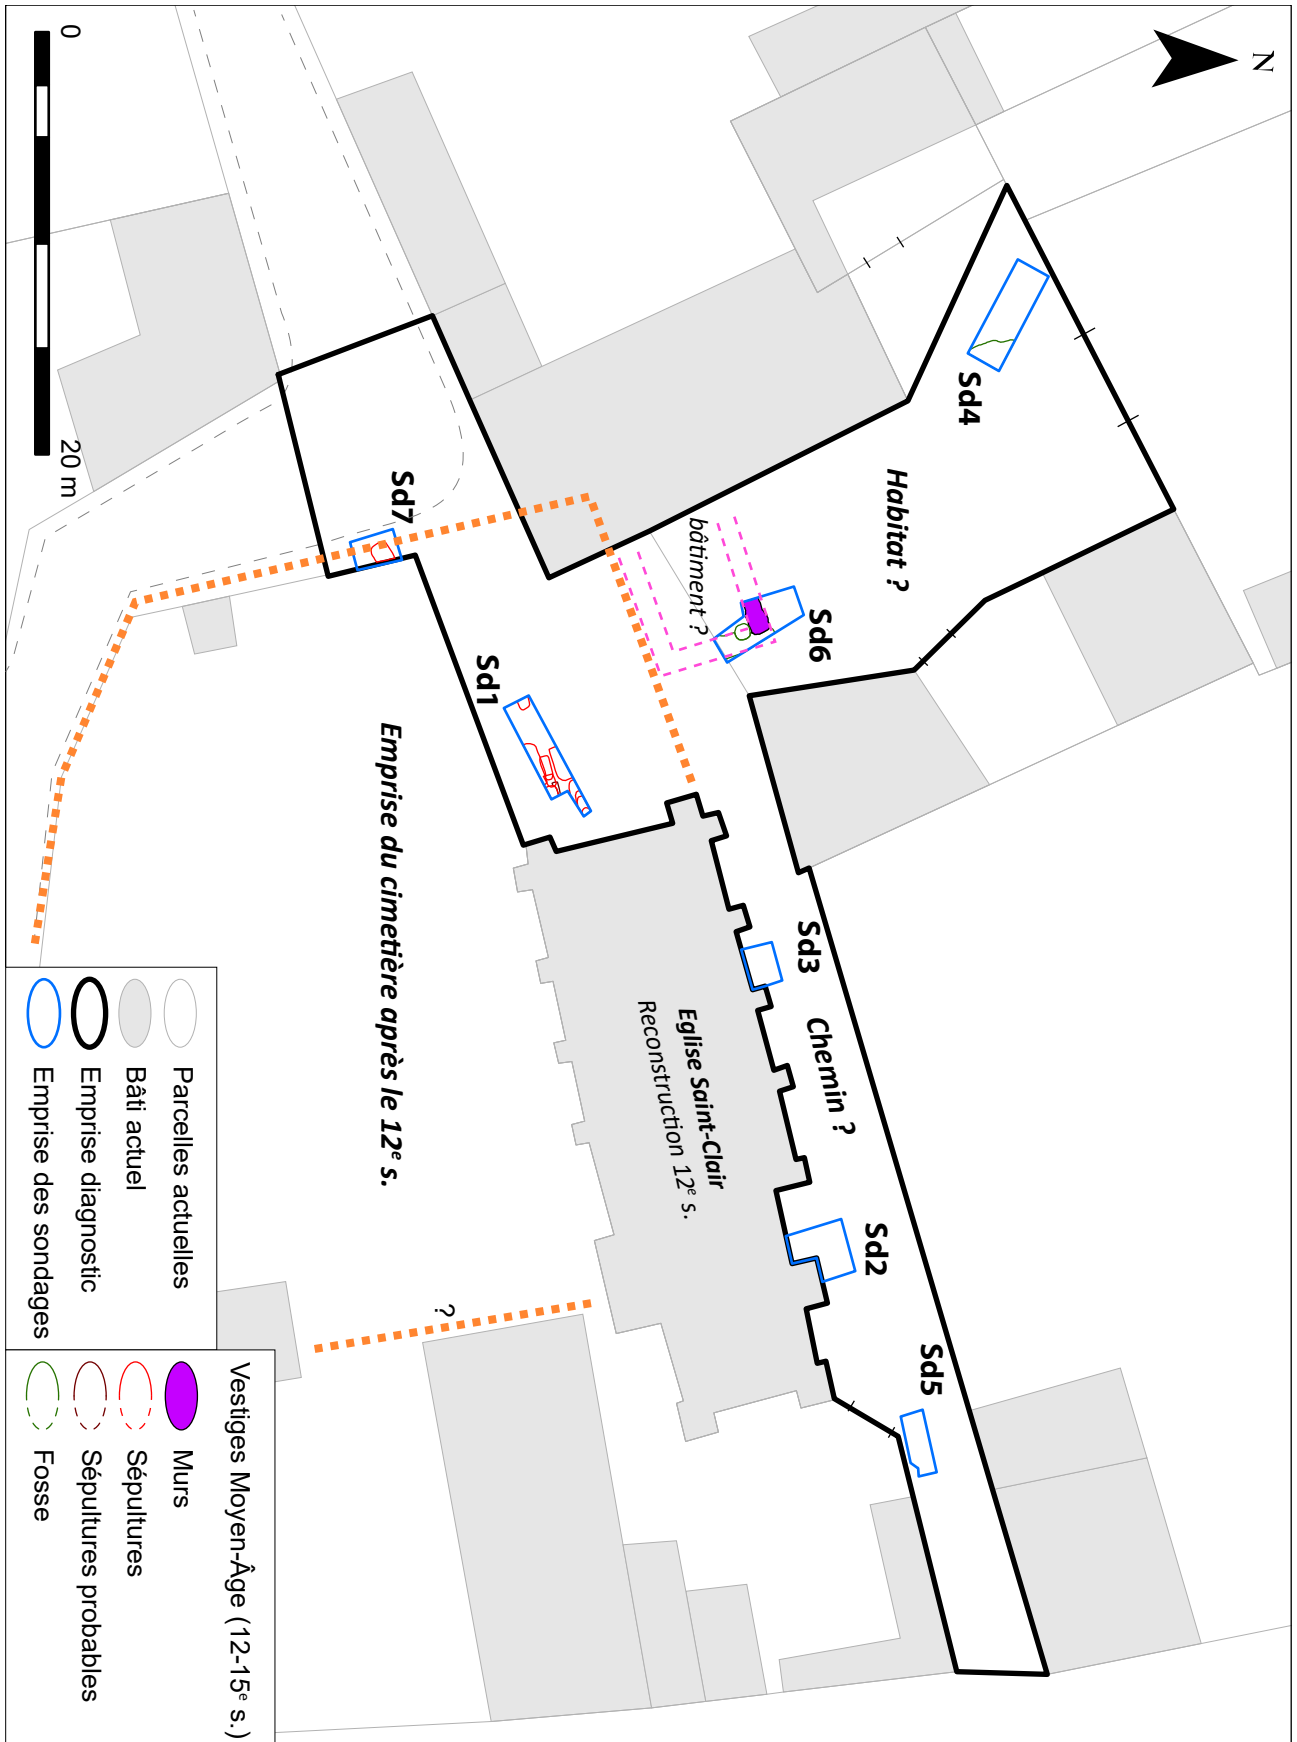 N
0
20 m
Sd4
Habitat ?
Sd6
bâtiment ?
Sd7
Sd1
Sd3
Chemin ?
Sd2
Sd5
Eglise Saint-Clair
Reconstruction 12e s.
Emprise du cimetière après le 12e s.
?
Parcelles actuelles
Bâti actuel
Emprise diagnostic
Emprise des sondages
Vestiges Moyen-Âge (12-15e s.)
Murs
Sépultures
Sépultures probables
Fosse